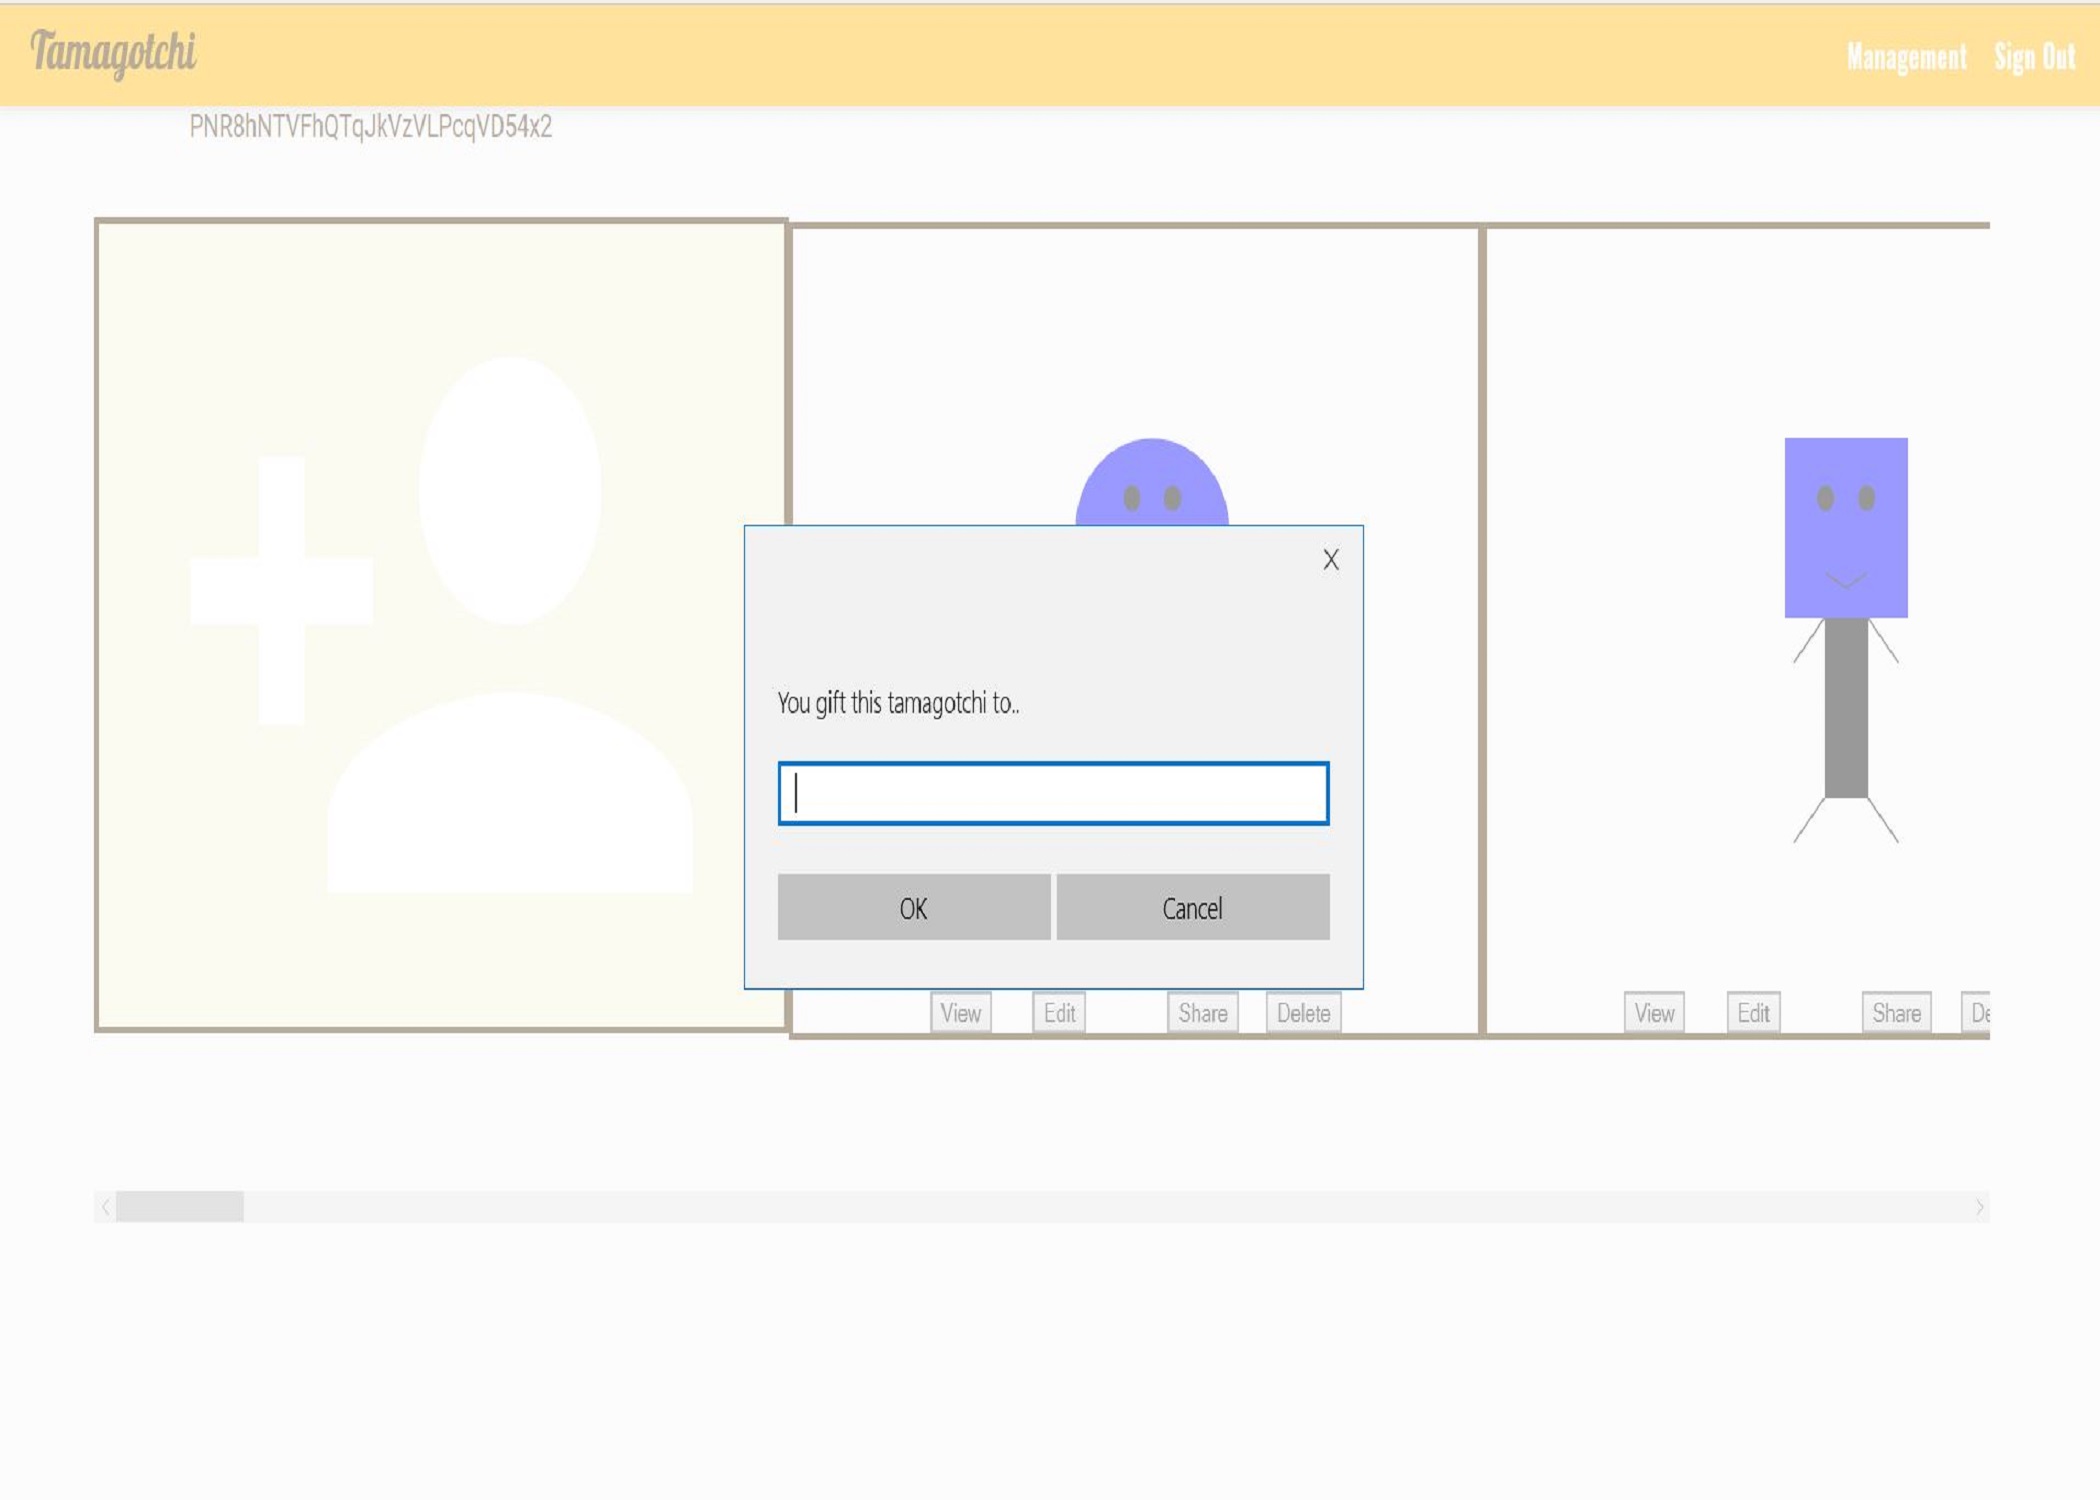 Tamagotchi
Management Sign Out
PNR8hNTVFhQTqJkVzVLPcqVD54x2
X
You gift this tamagotchi to..
OK Cancel
View Edit Share Delete
View Edit Share De